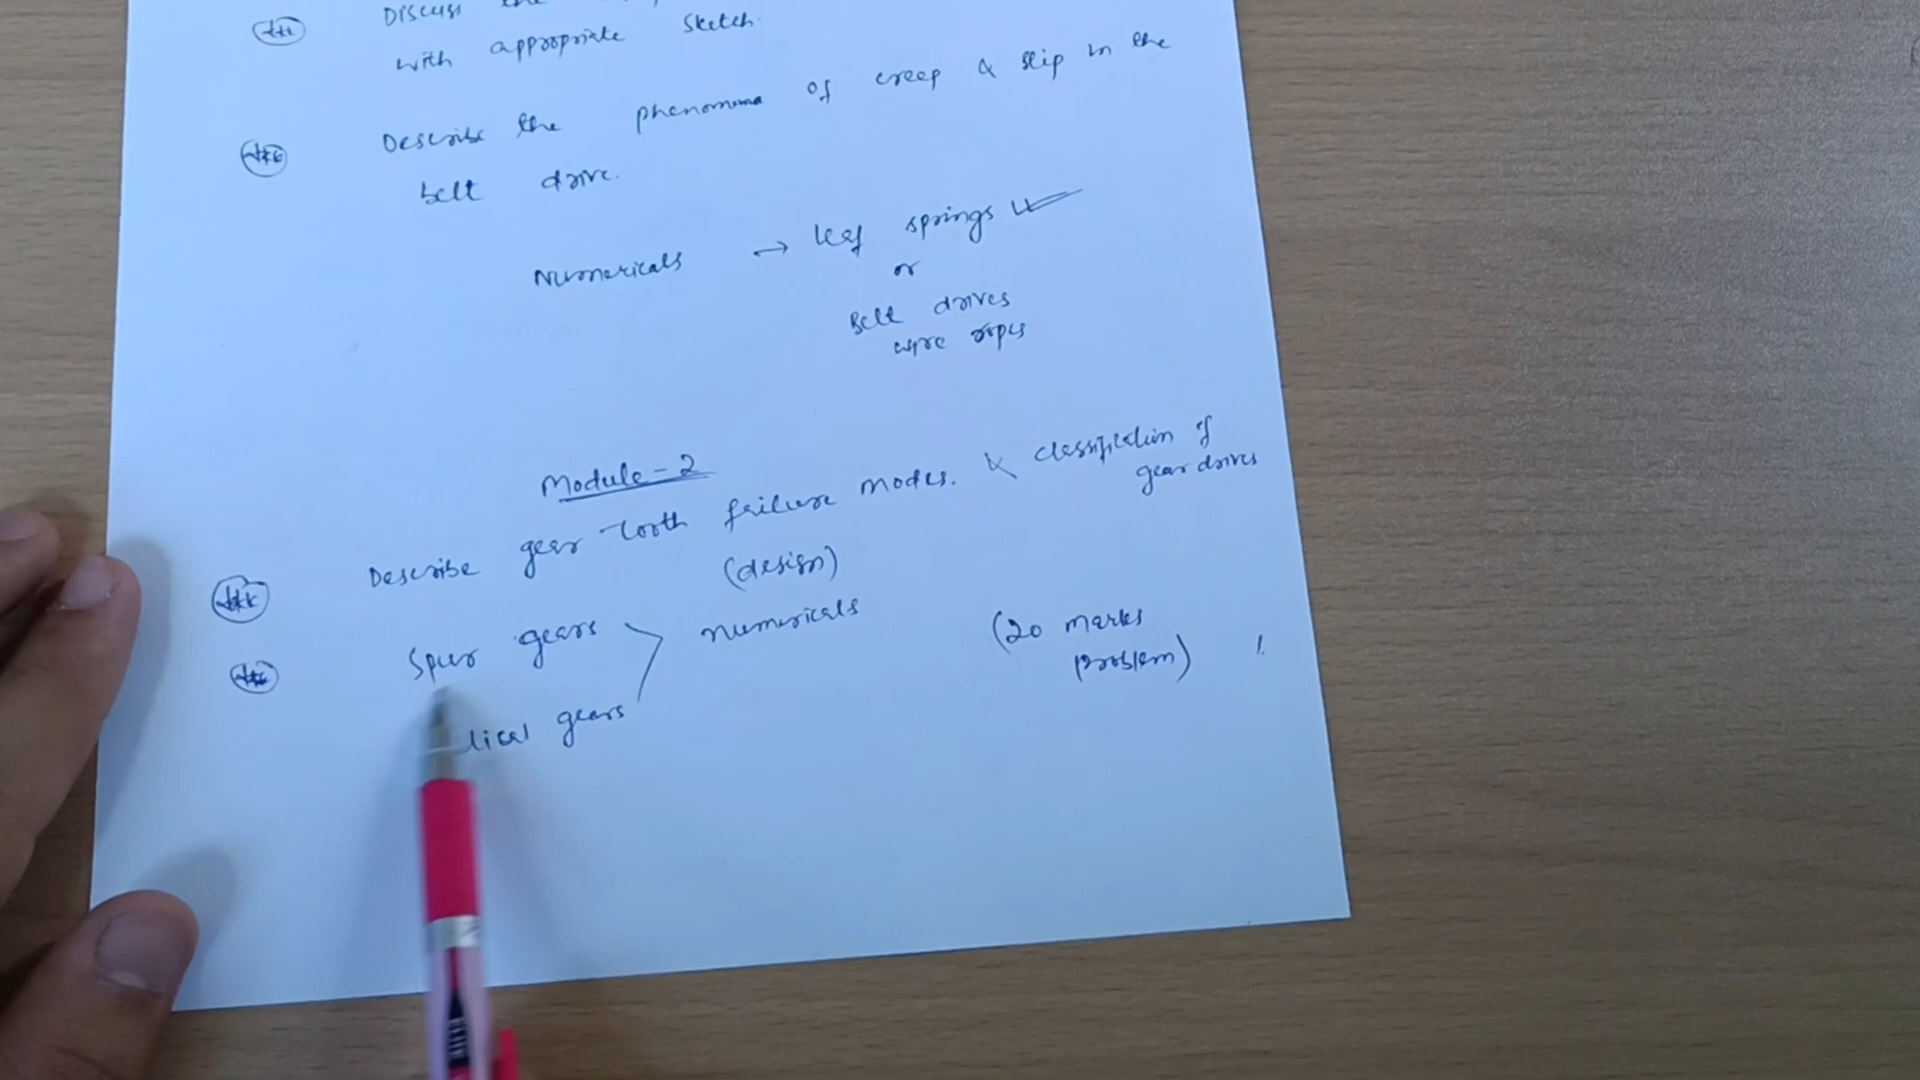 Discuss the
with appropriate sketch.
Describe the phenomma of creep & slip in the
belt drive.
Numericals → leaf springs
or
Belt drives
wire ropes
Module-2
Describe gear tooth failure modes. & classification of
gear drives
(design)
Spur gears numericals (20 marks
problem)
lical gears